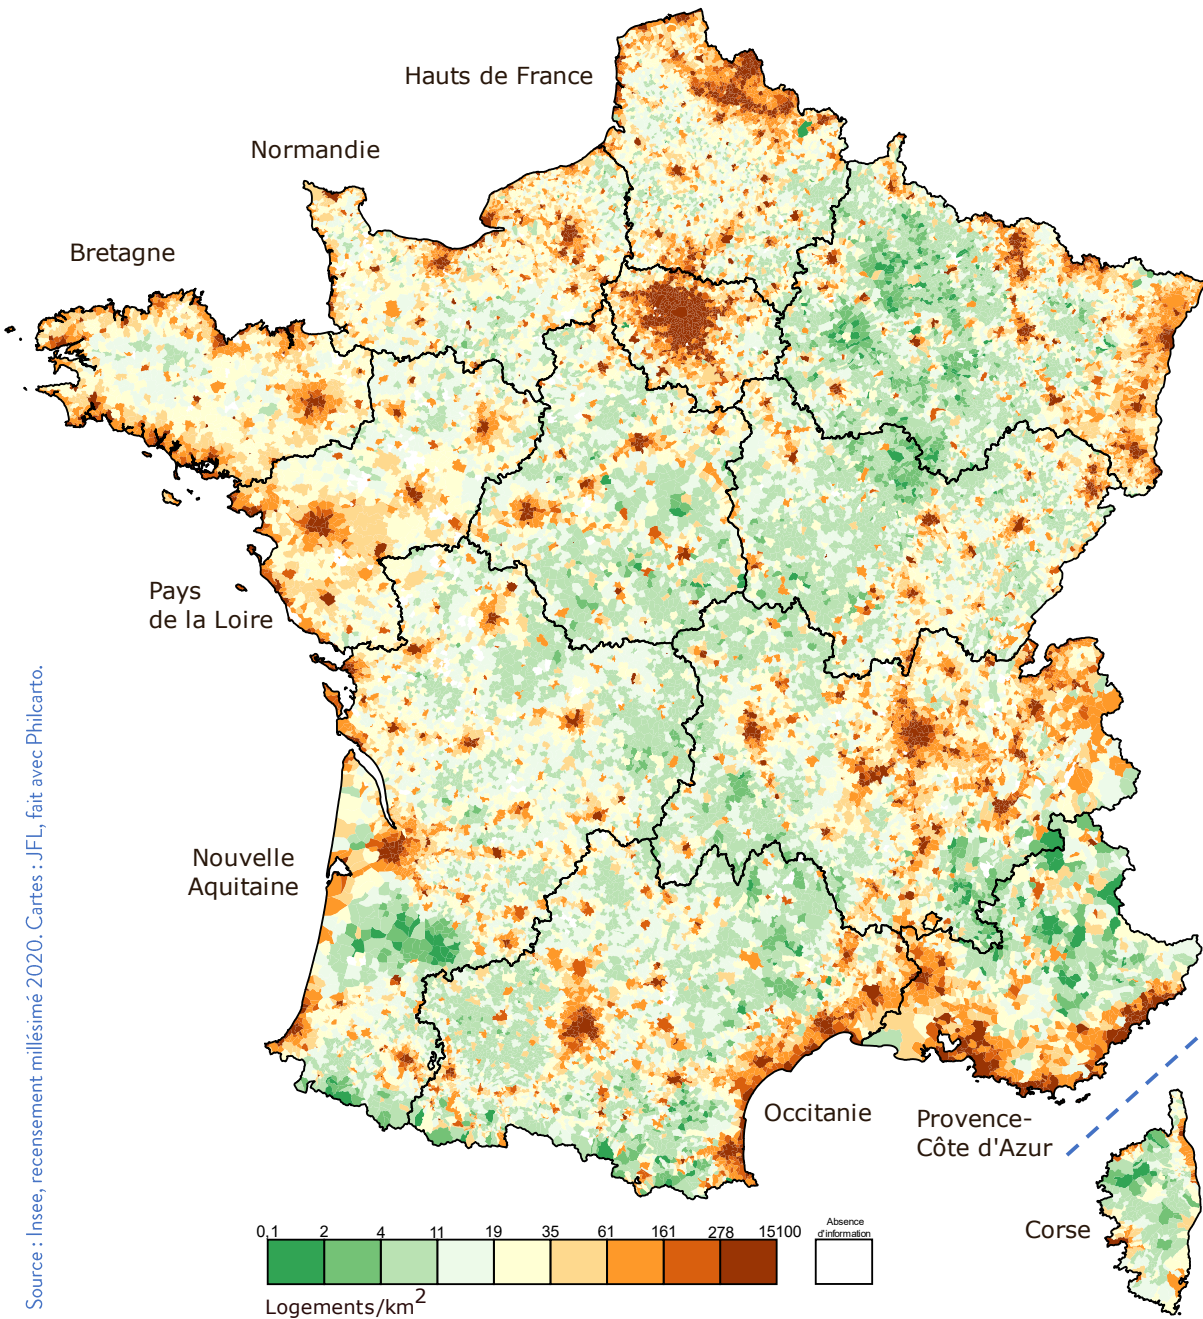 Hauts de France
Normandie
Bretagne
Pays
de la Loire
Nouvelle
Aquitaine
Occitanie
Provence-
Côte d'Azur
Corse
Source : Insee, recensement millésimé 2020. Cartes : JFL, fait avec Philcarto.
0,1 2 4 11 19 35 61 161 278 15100
Absence
d'information
Logements/km²